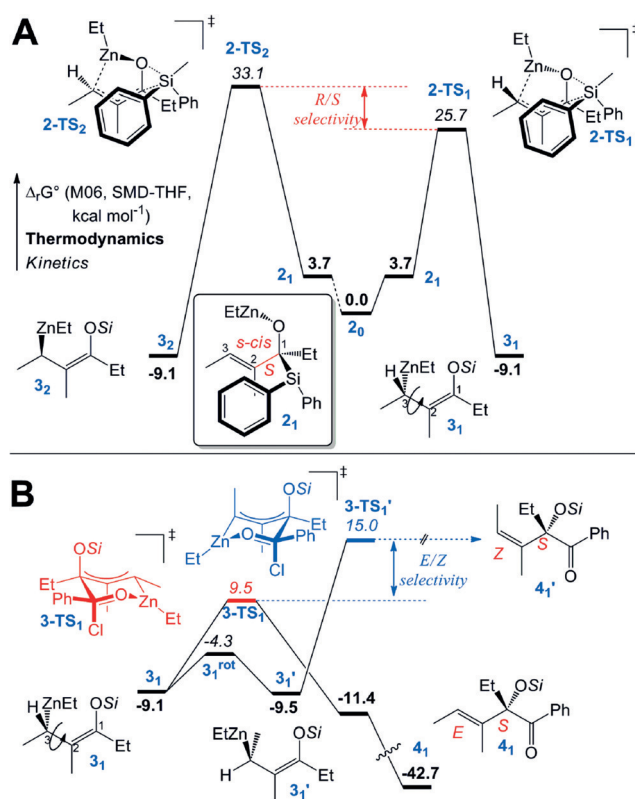 A
Et
Zn
O
H
Si
Et
Ph
‡
2-TS2
2-TS2
33.1
R/S
selectivity
2-TS1
25.7
Et
Zn
O
H
Si
Et
Ph
‡
2-TS1
ΔrG° (M06, SMD-THF,
kcal mol⁻¹)
Thermodynamics
Kinetics
3.7
21
0.0
20
3.7
21
ZnEt
OSi
Et
32
32
-9.1
EtZn
O
s-cis
3
1
2
S
Et
Si
Ph
21
ZnEt
H
OSi
3
2
1
Et
31
31
-9.1
B
‡
OSi
Et
Ph
O
Zn
Cl
Et
3-TS1
‡
OSi
Et
O
Ph
Zn
Et
Cl
3-TS1'
15.0
E/Z
selectivity
Et
OSi
Ph
Z
S
O
41'
9.5
3-TS1
-4.3
31rot
31
-9.1
31'
-9.5
-11.4
41
-42.7
ZnEt
H
OSi
3
2
1
Et
31
EtZn
OSi
H
Et
31'
Et
OSi
Ph
E
S
O
41